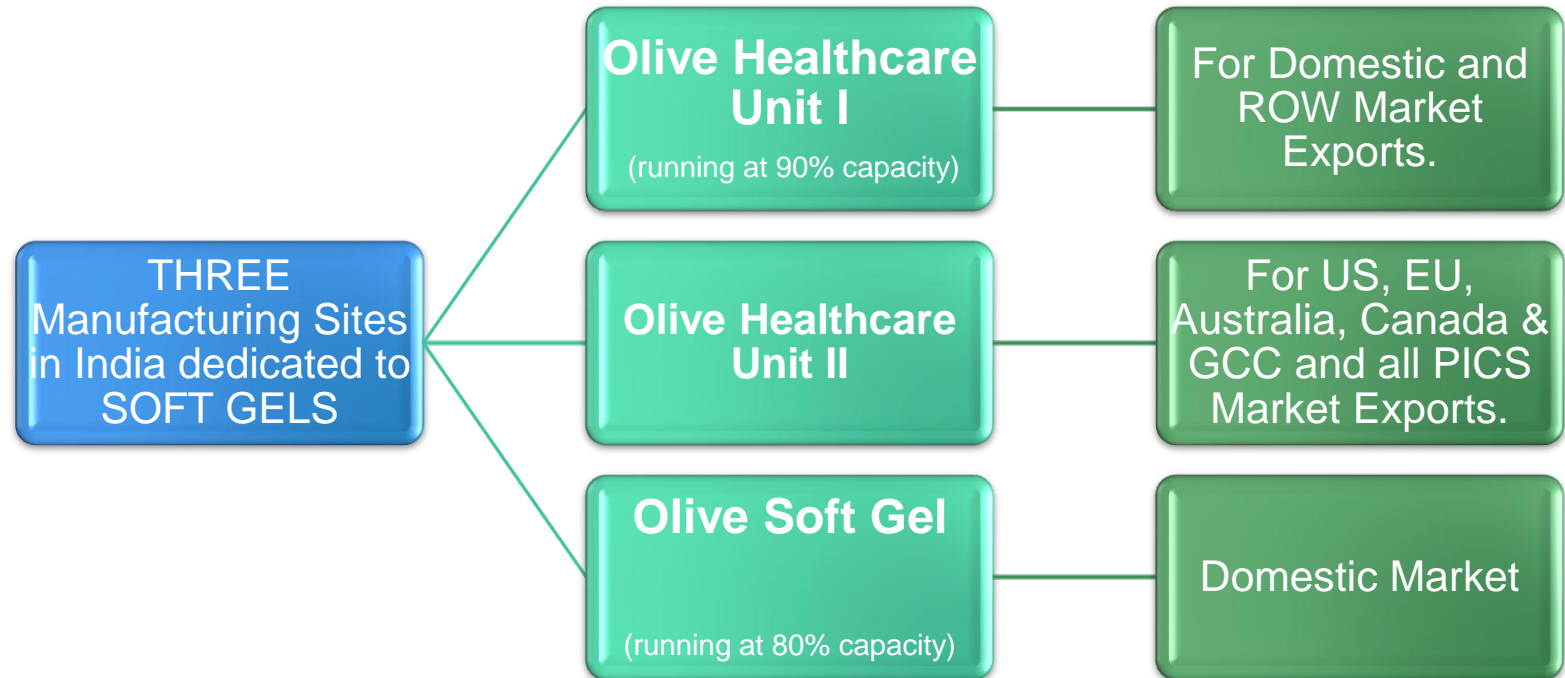 THREE
Manufacturing Sites
in India dedicated to
SOFT GELS
Olive Healthcare
Unit I
(running at 90% capacity)
For Domestic and
ROW Market
Exports.
Olive Healthcare
Unit II
For US, EU,
Australia, Canada &
GCC and all PICS
Market Exports.
Olive Soft Gel
(running at 80% capacity)
Domestic Market